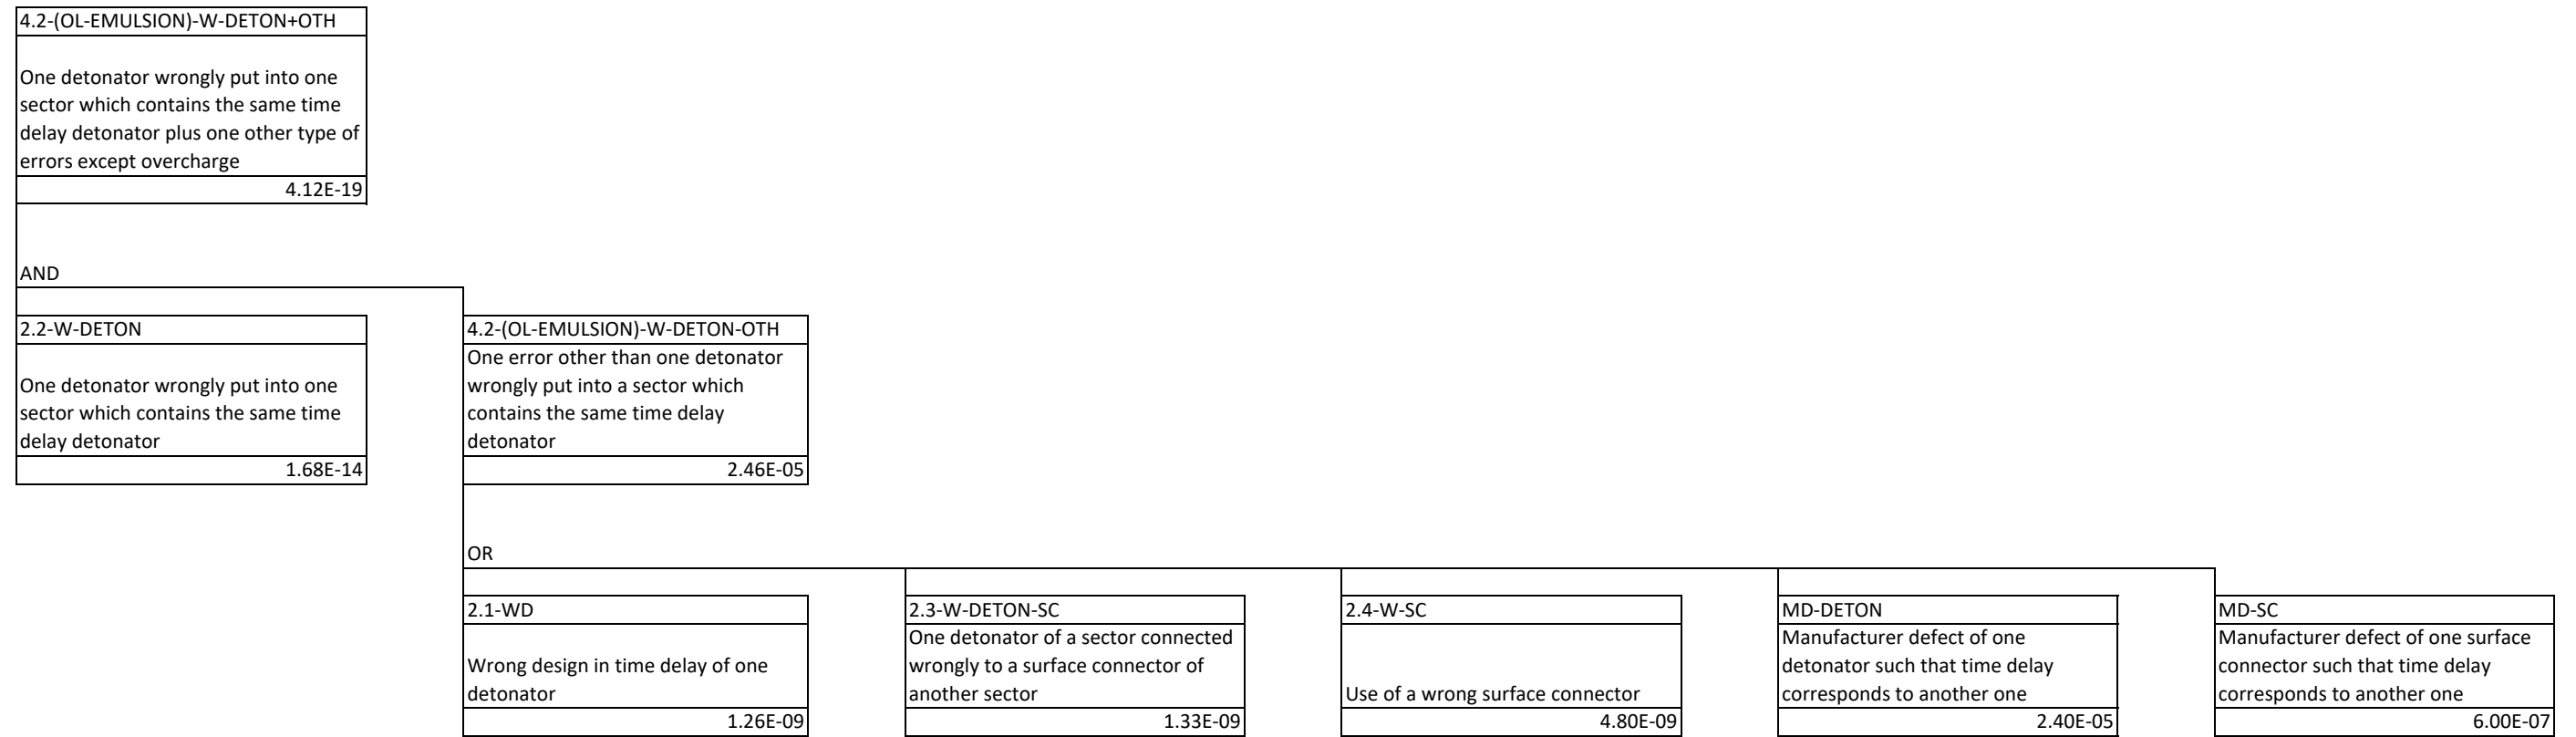 4.2-(OL-EMULSION)-W-DETON+OTH
One detonator wrongly put into one
sector which contains the same time
delay detonator plus one other type of
errors except overcharge
4.12E-19
AND
2.2-W-DETON
One detonator wrongly put into one
sector which contains the same time
delay detonator
1.68E-14
4.2-(OL-EMULSION)-W-DETON-OTH
One error other than one detonator
wrongly put into a sector which
contains the same time delay
detonator
2.46E-05
OR
2.1-WD
Wrong design in time delay of one
detonator
1.26E-09
2.3-W-DETON-SC
One detonator of a sector connected
wrongly to a surface connector of
another sector
1.33E-09
2.4-W-SC
Use of a wrong surface connector
4.80E-09
MD-DETON
Manufacturer defect of one
detonator such that time delay
corresponds to another one
2.40E-05
MD-SC
Manufacturer defect of one surface
connector such that time delay
corresponds to another one
6.00E-07